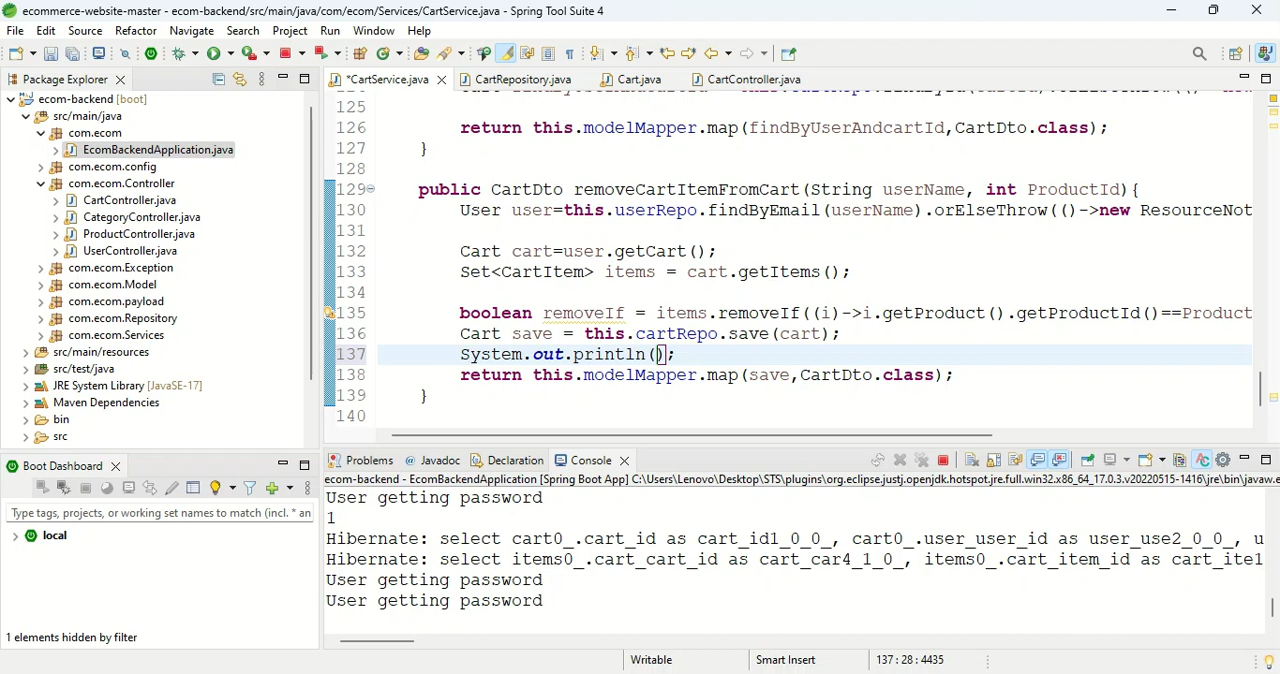 ecommerce-website-master - ecom-backend/src/main/java/com/ecom/Services/CartService.java - Spring Tool Suite 4
File Edit Source Refactor Navigate Search Project Run Window Help
Package Explorer
*CartService.java CartRepository.java Cart.java CartController.java
ecom-backend [boot]
src/main/java
com.ecom
EcomBackendApplication.java
com.ecom.config
com.ecom.Controller
CartController.java
CategoryController.java
ProductController.java
UserController.java
com.ecom.Exception
com.ecom.Model
com.ecom.payload
com.ecom.Repository
com.ecom.Services
src/main/resources
src/test/java
JRE System Library [JavaSE-17]
Maven Dependencies
bin
src
125
126 return this.modelMapper.map(findByUserAndcartId,CartDto.class);
127 }
128
129 public CartDto removeCartItemFromCart(String userName, int ProductId){
130 User user=this.userRepo.findByEmail(userName).orElseThrow(()->new ResourceNot
131
132 Cart cart=user.getCart();
133 Set<CartItem> items = cart.getItems();
134
135 boolean removeIf = items.removeIf((i)->i.getProduct().getProductId()==Product
136 Cart save = this.cartRepo.save(cart);
137 System.out.println();
138 return this.modelMapper.map(save,CartDto.class);
139 }
140
Boot Dashboard
Type tags, projects, or working set names to match (incl. * an
local
1 elements hidden by filter
Problems Javadoc Declaration Console
ecom-backend - EcomBackendApplication [Spring Boot App] C:\Users\Lenovo\Desktop\STS\plugins\org.eclipse.justj.openjdk.hotspot.jre.full.win32.x86_64_17.0.3.v20220515-1416\jre\bin\javaw.e
User getting password
1
Hibernate: select cart0_.cart_id as cart_id1_0_0_, cart0_.user_user_id as user_use2_0_0_, u
Hibernate: select items0_.cart_cart_id as cart_car4_1_0_, items0_.cart_item_id as cart_ite1
User getting password
User getting password
Writable Smart Insert 137 : 28 : 4435